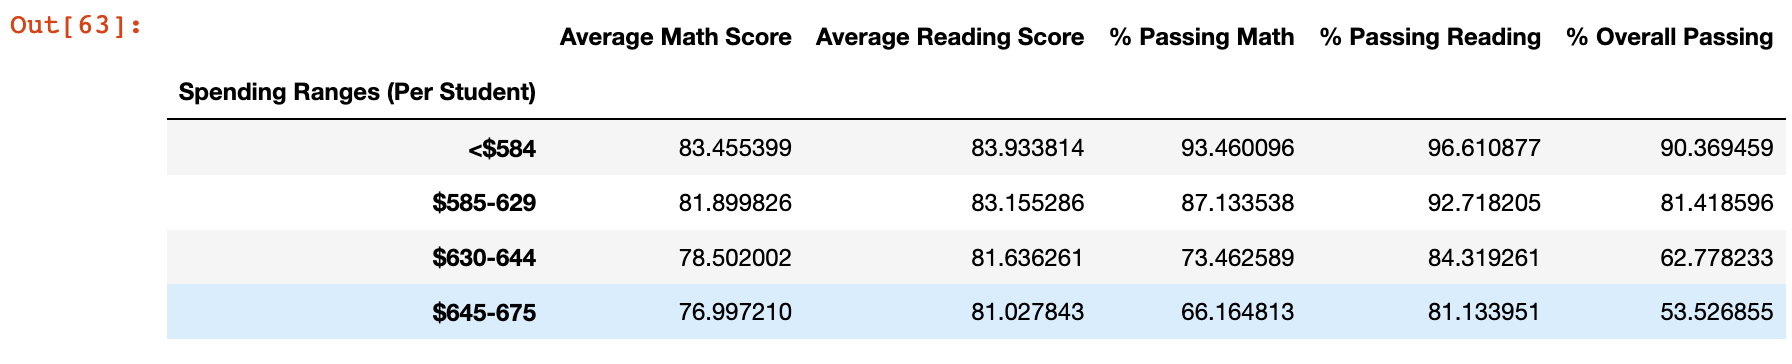 Out[63]:
Average Math Score Average Reading Score % Passing Math % Passing Reading % Overall Passing
Spending Ranges (Per Student)
<$584 83.455399 83.933814 93.460096 96.610877 90.369459
$585-629 81.899826 83.155286 87.133538 92.718205 81.418596
$630-644 78.502002 81.636261 73.462589 84.319261 62.778233
$645-675 76.997210 81.027843 66.164813 81.133951 53.526855